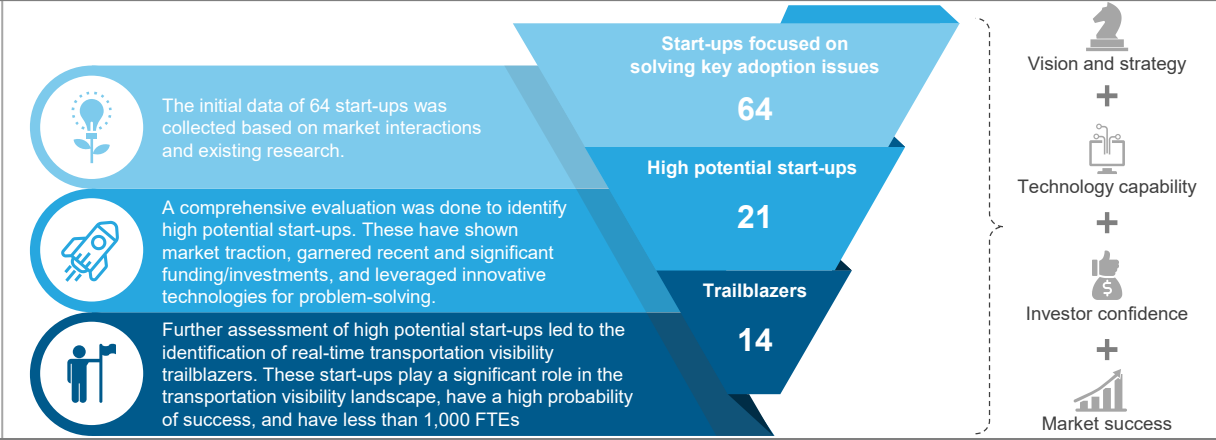 The initial data of 64 start-ups was
collected based on market interactions
and existing research.
A comprehensive evaluation was done to identify
high potential start-ups. These have shown
market traction, garnered recent and significant
funding/investments, and leveraged innovative
technologies for problem-solving.
Further assessment of high potential start-ups led to the
identification of real-time transportation visibility
trailblazers. These start-ups play a significant role in the
transportation visibility landscape, have a high probability
of success, and have less than 1,000 FTEs
Start-ups focused on
solving key adoption issues
64
High potential start-ups
21
Trailblazers
14
Vision and strategy
+
Technology capability
+
$
Investor confidence
+
Market success